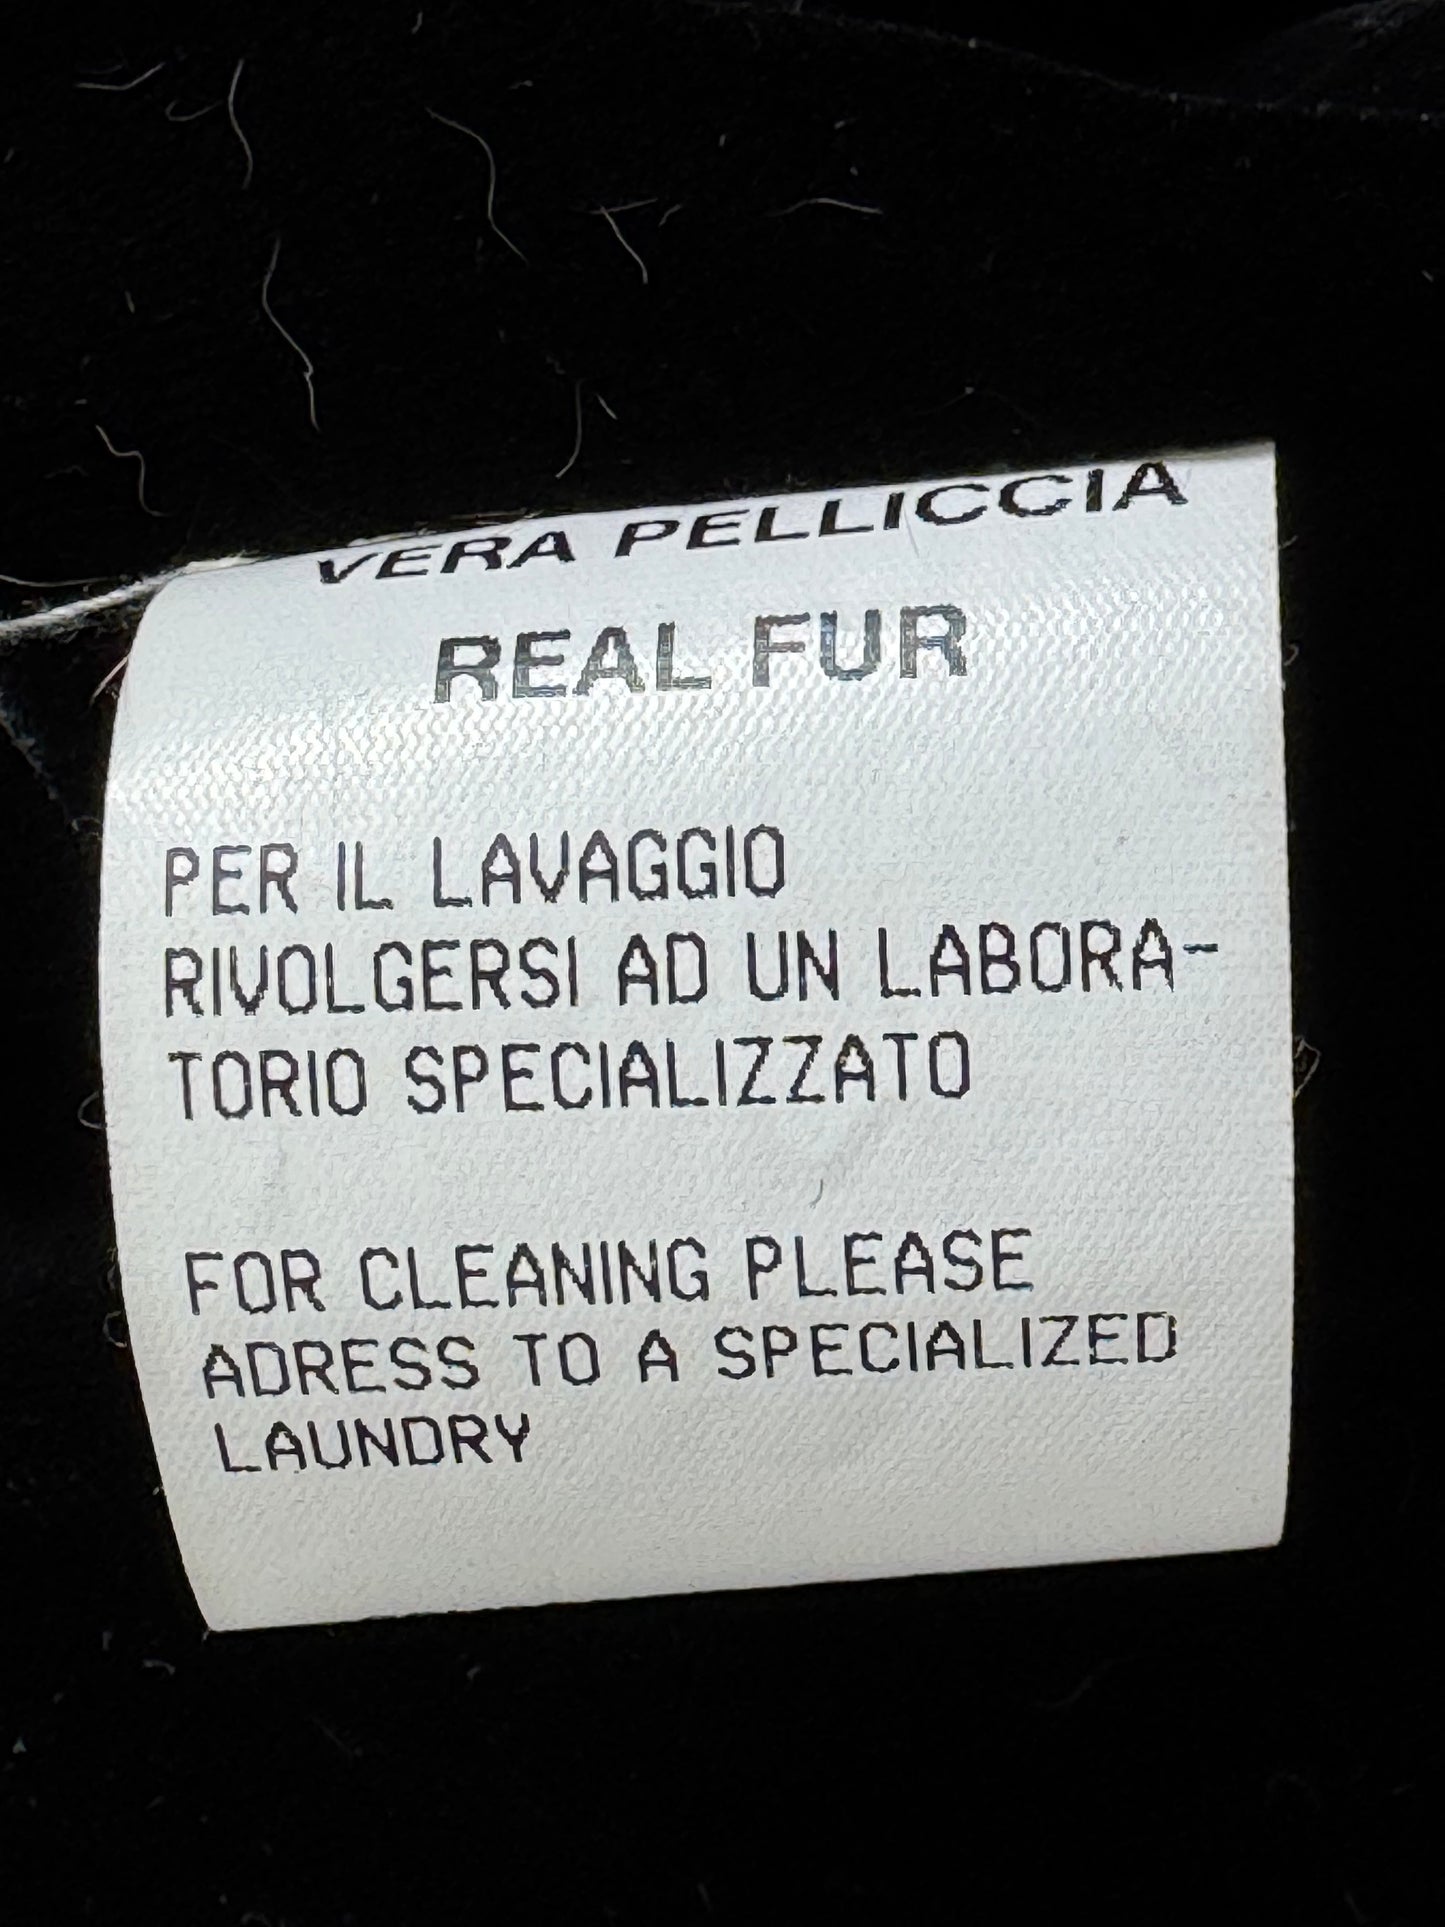 VERA PELLICCIA
REAL FUR
PER IL LAVAGGIO
RIVOLGERSI AD UN LABORA-
TORIO SPECIALIZZATO
FOR CLEANING PLEASE
ADRESS TO A SPECIALIZED
LAUNDRY